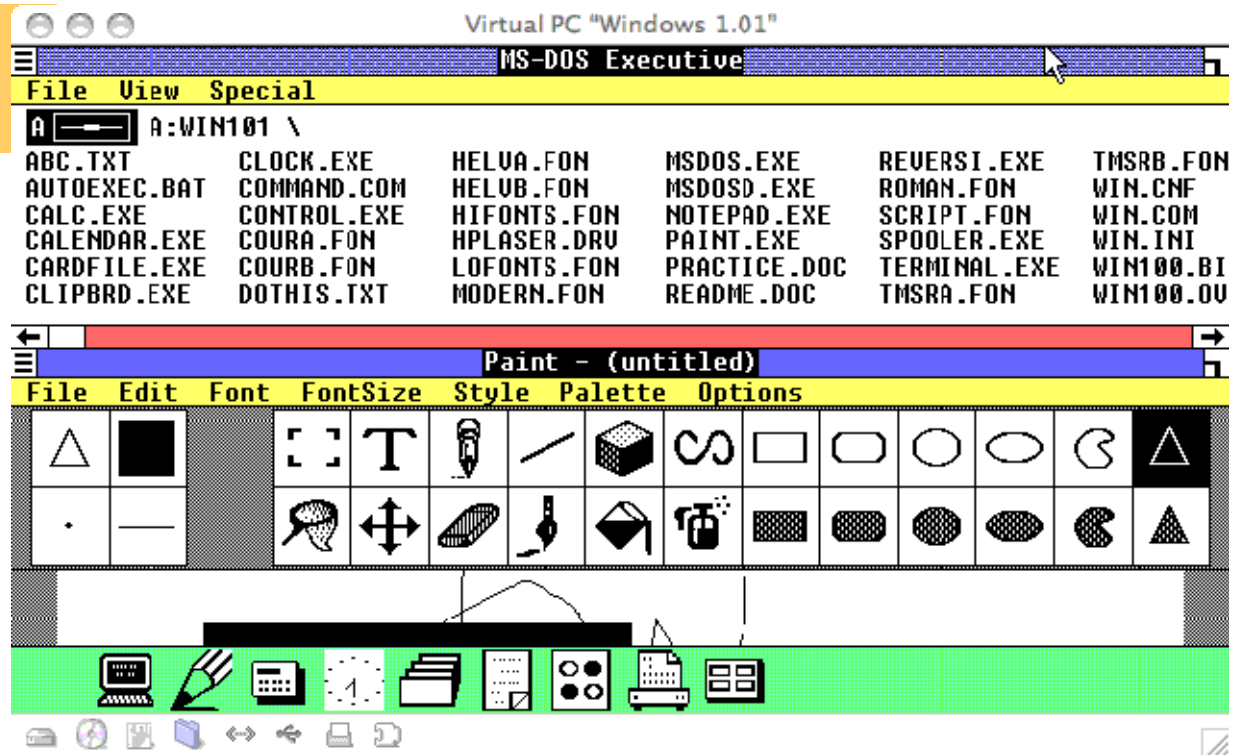 Virtual PC "Windows 1.01"
MS-DOS Executive
File View Special
A A:WIN101 \
ABC.TXT CLOCK.EXE HELVA.FON MSDOS.EXE REVERSI.EXE TMSRB.FON
AUTOEXEC.BAT COMMAND.COM HELVB.FON MSDOSD.EXE ROMAN.FON WIN.CNF
CALC.EXE CONTROL.EXE HIFONTS.FON NOTEPAD.EXE SCRIPT.FON WIN.COM
CALENDAR.EXE COURA.FON HPLASER.DRV PAINT.EXE SPOOLER.EXE WIN.INI
CARDFILE.EXE COURB.FON LOFONTS.FON PRACTICE.DOC TERMINAL.EXE WIN100.BI
CLIPBRD.EXE DOTHIS.TXT MODERN.FON README.DOC TMSRA.FON WIN100.OV
Paint - (untitled)
File Edit Font FontSize Style Palette Options
T